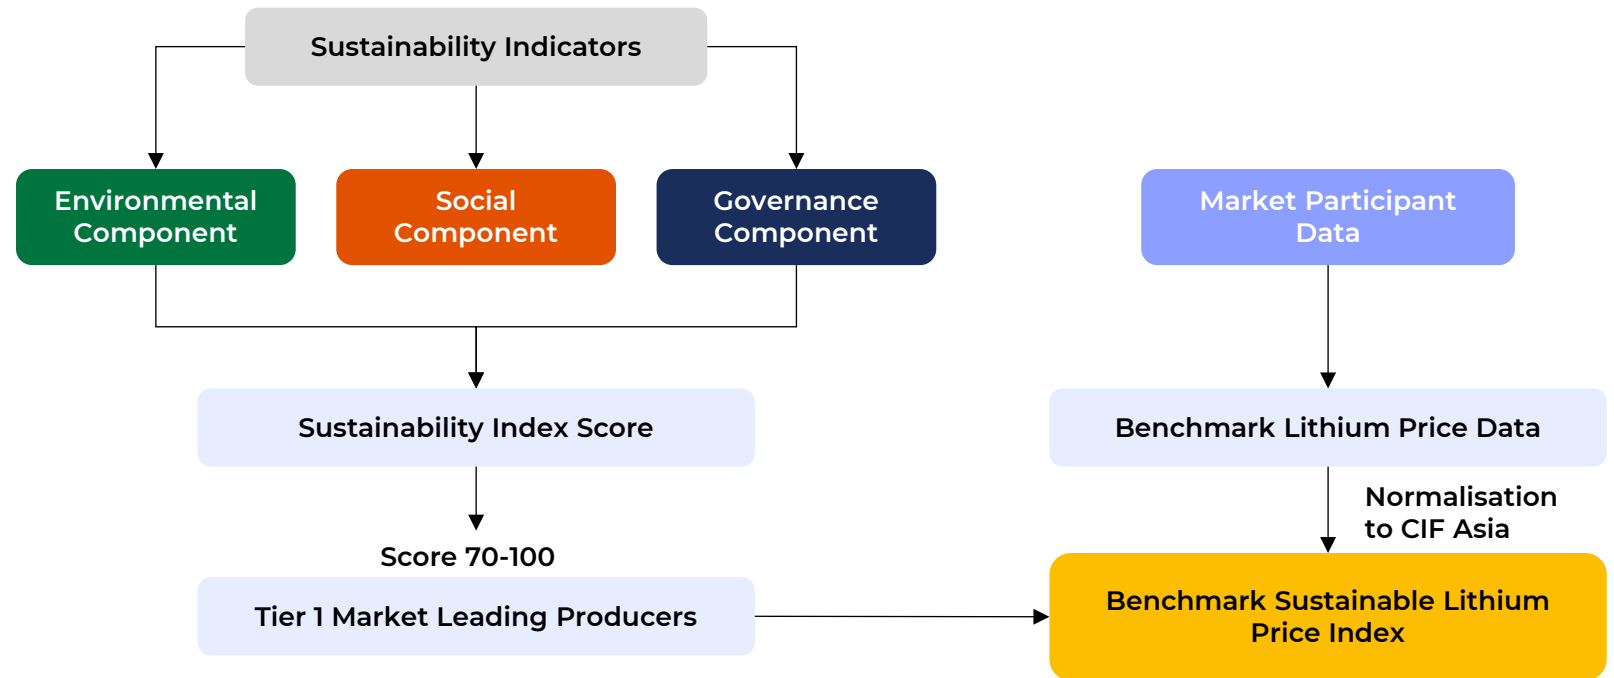 Sustainability Indicators
Environmental
Component
Social
Component
Governance
Component
Market Participant
Data
Sustainability Index Score
Benchmark Lithium Price Data
Normalisation
to CIF Asia
Score 70-100
Tier 1 Market Leading Producers
Benchmark Sustainable Lithium
Price Index